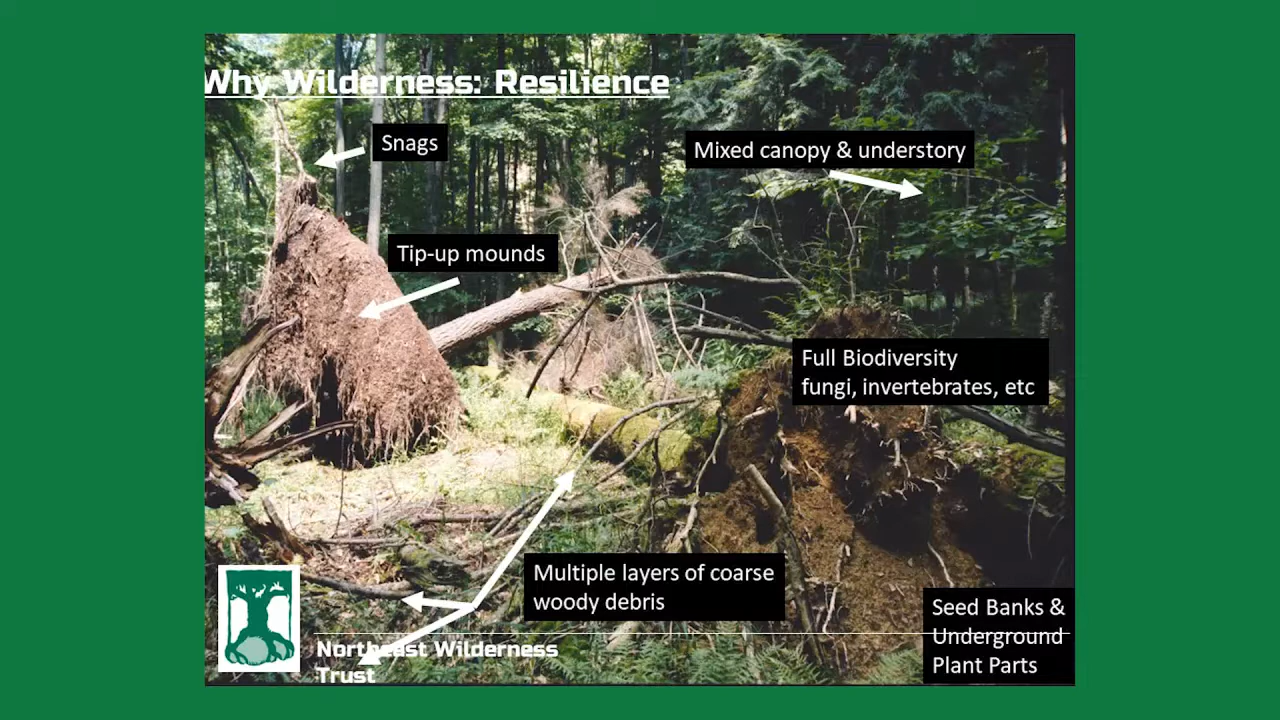 Why Wilderness: Resilience
Snags
Mixed canopy & understory
Tip-up mounds
Full Biodiversity
fungi, invertebrates, etc
Multiple layers of coarse
woody debris
Seed Banks &
Underground
Plant Parts
Northeast Wilderness
Trust